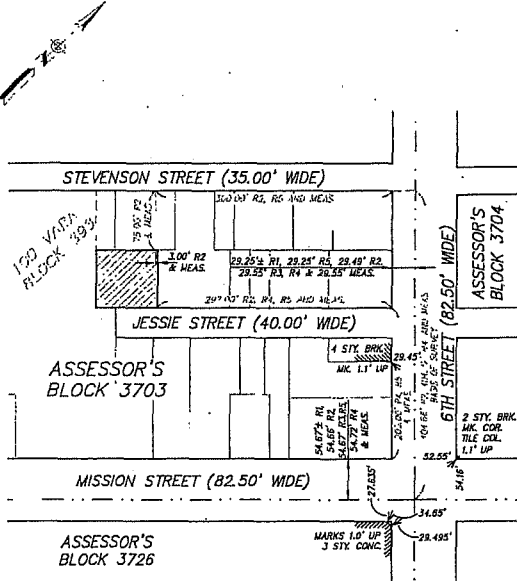 STEVENSON STREET (35.00' WIDE)
75.00' R2
& MEAS.
300.00' R2, R5 AND MEAS
100 VARA
BLOCK 393
3.00' R2
& MEAS.
29.25'± R1, 29.25' R5, 29.49' R2,
29.55' R3, R4 & 29.55' MEAS.
297.00' R2, R4, R5 AND MEAS.
JESSIE STREET (40.00' WIDE)
ASSESSOR'S
BLOCK 3704
6TH STREET (82.50' WIDE)
BASIS OF SURVEY
4 STY. BRK.
MK. 1.1' UP
29.45'
ASSESSOR'S
BLOCK 3703
54.67'± R1
54.66' R2,
54.67' R3,R5
54.72' R4
& MEAS.
2 STY. BRK.
MK. COR.
TILE COL.
1.1' UP
52.55'
54.16'
MISSION STREET (82.50' WIDE)
27.635'
34.65'
29.495'
MARKS 1.0' UP
3 STY. CONC.
ASSESSOR'S
BLOCK 3726